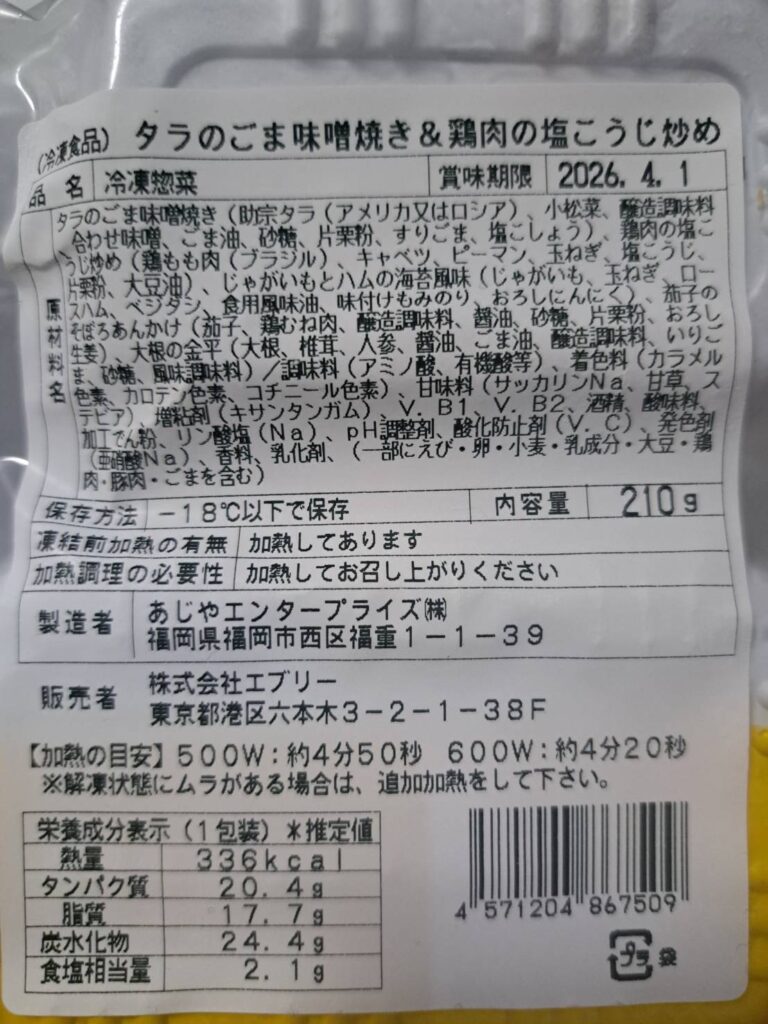 (冷凍食品) タラのごま味噌焼き&鶏肉の塩こうじ炒め
品名 冷凍惣菜 賞味期限 2026.4.1
原材料名
タラのごま味噌焼き(助宗タラ(アメリカ又はロシア)、小松菜、醸造調味料
合わせ味噌、ごま油、砂糖、片栗粉、すりごま、塩こしょう)、鶏肉の塩こ
うじ炒め(鶏もも肉(ブラジル)、キャベツ、ピーマン、玉ねぎ、塩こうじ、
片栗粉、大豆油)、じゃがいもとハムの海苔風味(じゃがいも、玉ねぎ、ロー
スハム、ベジタン、食用風味油、味付けもみのり、おろしにんにく)、茄子の
そぼろあんかけ(茄子、鶏むね肉、醸造調味料、醤油、砂糖、片栗粉、おろし
生姜)、大根の金平(大根、椎茸、人参、醤油、ごま油、醸造調味料、いりご
ま、砂糖、風味調味料)/調味料(アミノ酸、有機酸等)、着色料(カラメル
色素、カロテン色素、コチニール色素)、甘味料(サッカリンNa、甘草、ス
テビア)、増粘剤(キサンタンガム)、V.B1、V.B2、酒精、酸味料、
加工でん粉、リン酸塩(Na)、pH調整剤、酸化防止剤(V.C)、発色剤
(亜硝酸Na)、香料、乳化剤、(一部にえび・卵・小麦・乳成分・大豆・鶏
肉・豚肉・ごまを含む)
保存方法 -18℃以下で保存 内容量 210g
凍結前加熱の有無 加熱してあります
加熱調理の必要性 加熱してお召し上がりください
製造者 あじやエンタープライズ㈱
福岡県福岡市西区福重1-1-39
販売者 株式会社エブリー
東京都港区六本木3-2-1-38F
【加熱の目安】500W:約4分50秒 600W:約4分20秒
※解凍状態にムラがある場合は、追加加熱をして下さい。
栄養成分表示(1包装)*推定値
熱量 336kcal
タンパク質 20.4g
脂質 17.7g
炭水化物 24.4g
食塩相当量 2.1g
4 571204 867509
プラ 袋